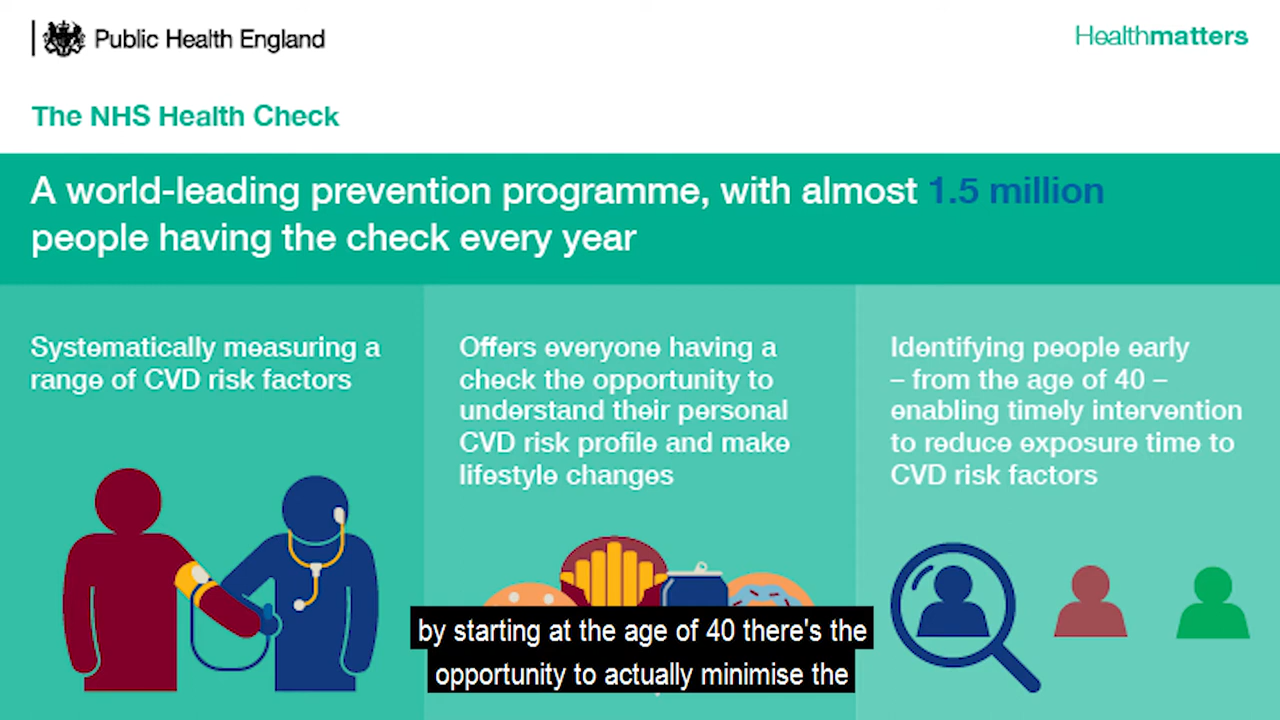 Public Health England
Healthmatters
The NHS Health Check
A world-leading prevention programme, with almost 1.5 million
people having the check every year
Systematically measuring a
range of CVD risk factors
Offers everyone having a
check the opportunity to
understand their personal
CVD risk profile and make
lifestyle changes
Identifying people early
– from the age of 40 –
enabling timely intervention
to reduce exposure time to
CVD risk factors
by starting at the age of 40 there's the
opportunity to actually minimise the